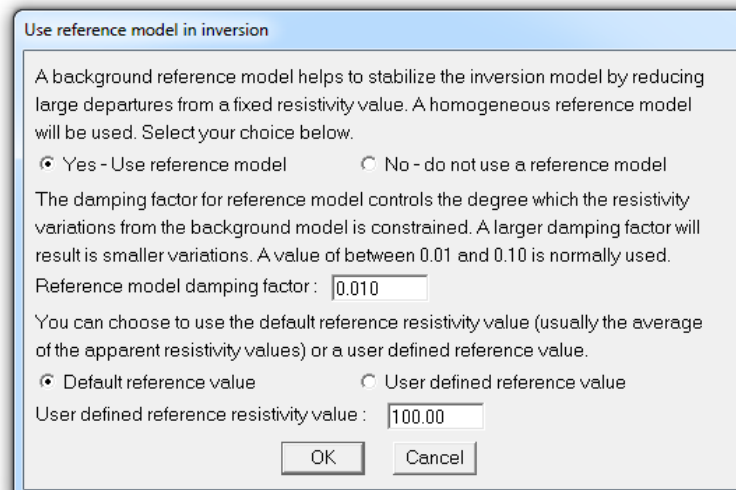 Use reference model in inversion
A background reference model helps to stabilize the inversion model by reducing
large departures from a fixed resistivity value. A homogeneous reference model
will be used. Select your choice below.
Yes - Use reference model No - do not use a reference model
The damping factor for reference model controls the degree which the resistivity
variations from the background model is constrained. A larger damping factor will
result is smaller variations. A value of between 0.01 and 0.10 is normally used.
Reference model damping factor : 0.010
You can choose to use the default reference resistivity value (usually the average
of the apparent resistivity values) or a user defined reference value.
Default reference value User defined reference value
User defined reference resistivity value : 100.00
OK Cancel